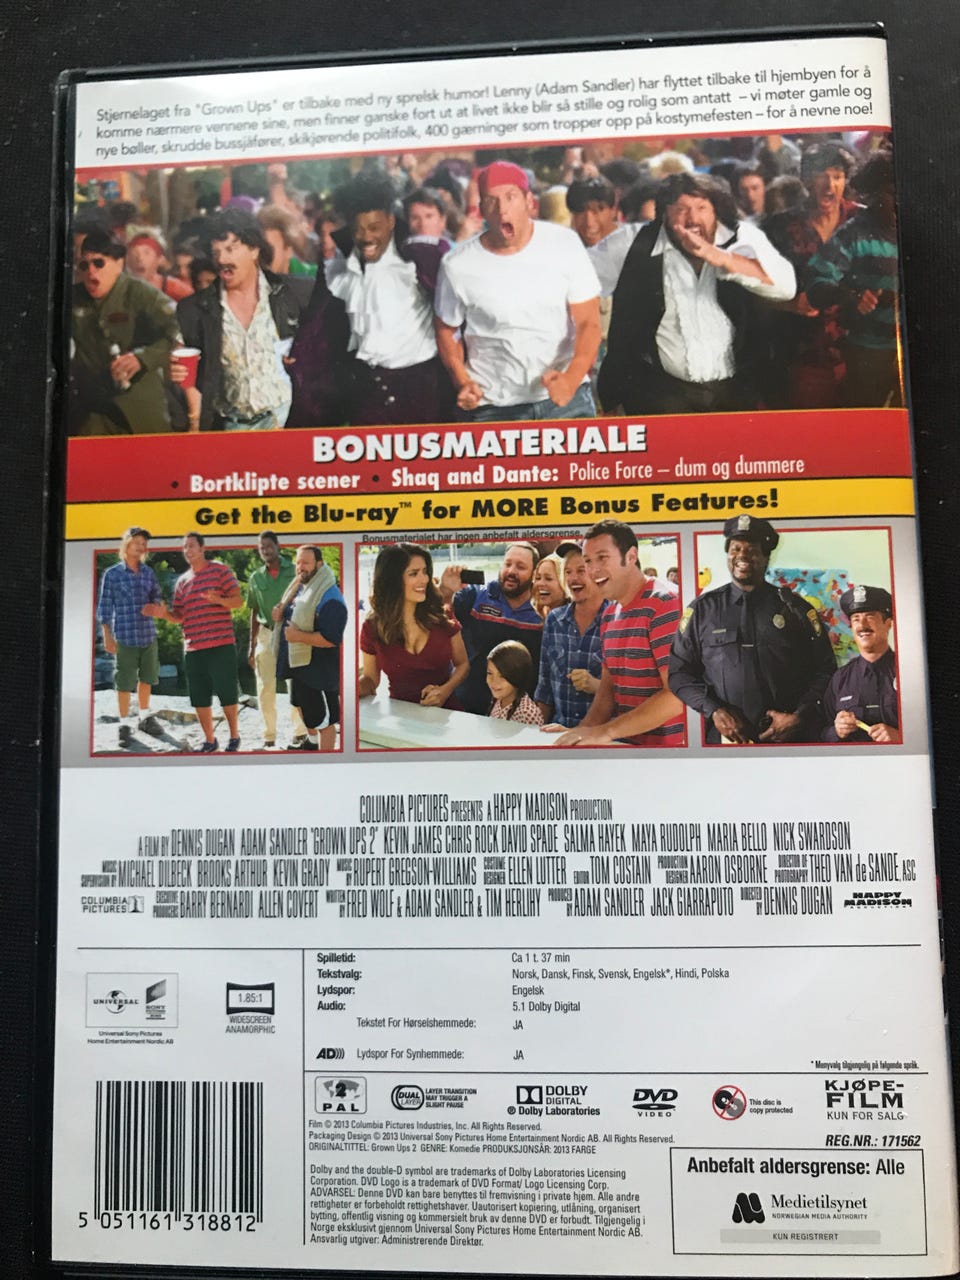 Stjernelaget fra "Grown Ups" er tilbake med ny sprelsk humor! Lenny (Adam Sandler) har flyttet tilbake til hjembyen for å
komme nærmere vennene sine, men finner ganske fort ut at livet ikke blir så stille og rolig som antatt – vi møter gamle og
nye bøller, skrudde bussjåfører, skikjørende politifolk, 400 gærninger som tropper opp på kostymefesten – for å nevne noe!
BONUSMATERIALE
• Bortklipte scener • Shaq and Dante: Police Force – dum og dummere
Get the Blu-ray™ for MORE Bonus Features!
Bonusmaterialet har ingen anbefalt aldersgrense.
COLUMBIA PICTURES PRESENTS A HAPPY MADISON PRODUCTION
A FILM BY DENNIS DUGAN ADAM SANDLER "GROWN UPS 2" KEVIN JAMES CHRIS ROCK DAVID SPADE SALMA HAYEK MAYA RUDOLPH MARIA BELLO NICK SWARDSON
MUSIC SUPERVISION BY MICHAEL DILBECK BROOKS ARTHUR KEVIN GRADY MUSIC BY RUPERT GREGSON-WILLIAMS COSTUME DESIGNER ELLEN LUTTER EDITOR TOM COSTAIN PRODUCTION DESIGNER AARON OSBORNE DIRECTOR OF PHOTOGRAPHY THEO VAN de SANDE, ASC
COLUMBIA PICTURES EXECUTIVE PRODUCERS BARRY BERNARDI ALLEN COVERT WRITTEN BY FRED WOLF & ADAM SANDLER & TIM HERLIHY PRODUCED BY ADAM SANDLER JACK GIARRAPUTO DIRECTED BY DENNIS DUGAN HAPPY MADISON
UNIVERSAL
SONY PICTURES
Universal Sony Pictures
Home Entertainment Nordic AB
1.85:1
WIDESCREEN
ANAMORPHIC
Spilletid: Ca 1 t. 37 min
Tekstvalg: Norsk, Dansk, Finsk, Svensk, Engelsk*, Hindi, Polska
Lydspor: Engelsk
Audio: 5.1 Dolby Digital
Tekstet For Hørselshemmede: JA
AD))) Lydspor For Synhemmede: JA
* Menyvalg tilgjengelig på følgende språk.
2
PAL
DUAL LAYER
LAYER TRANSITION
MAY TRIGGER A
SLIGHT PAUSE
DOLBY
DIGITAL
® Dolby Laboratories
DVD
VIDEO
This disc is
copy protected
KJØPE-
FILM
KUN FOR SALG
Film © 2013 Columbia Pictures Industries, Inc. All Rights Reserved.
Packaging Design © 2013 Universal Sony Pictures Home Entertainment Nordic AB. All Rights Reserved.
ORIGINALTITTEL: Grown Ups 2 GENRE: Komedie PRODUKSJONSÅR: 2013 FARGE
REG.NR.: 171562
Dolby and the double-D symbol are trademarks of Dolby Laboratories Licensing
Corporation. DVD Logo is a trademark of DVD Format/ Logo Licensing Corp.
ADVARSEL: Denne DVD kan bare benyttes til fremvisning i private hjem. Alle andre
rettigheter er forbeholdt rettighetshaver. Uautorisert kopiering, utlåning, organisert
bytting, offentlig visning og kommersielt bruk av denne DVD er forbudt. Tilgjengelig i
Norge eksklusivt gjennom Universal Sony Pictures Home Entertainment Nordic AB.
Ansvarlig utgiver: Administrerende Direktør.
Anbefalt aldersgrense: Alle
Medietilsynet
NORWEGIAN MEDIA AUTHORITY
KUN REGISTRERT
5 051161 318812